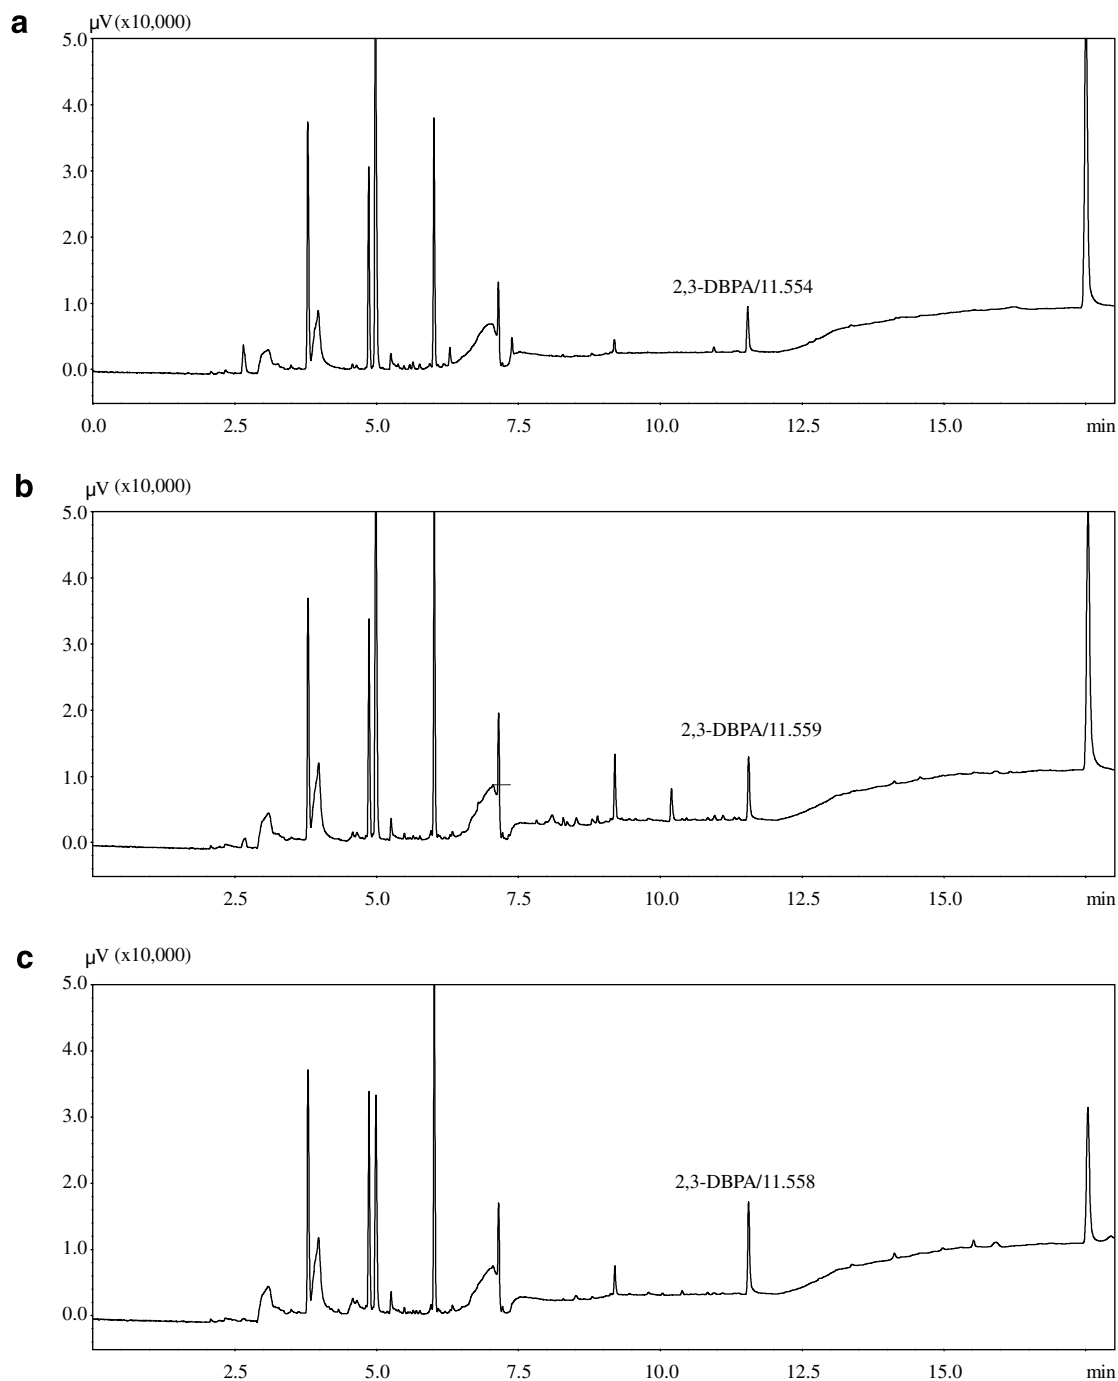 a
µV(x10,000)
5.0
4.0
3.0
2.0
1.0
0.0
2,3-DBPA/11.554
0.0 2.5 5.0 7.5 10.0 12.5 15.0 min
b
µV (x10,000)
5.0
4.0
3.0
2.0
1.0
0.0
2,3-DBPA/11.559
2.5 5.0 7.5 10.0 12.5 15.0 min
c
µV (x10,000)
5.0
4.0
3.0
2.0
1.0
0.0
2,3-DBPA/11.558
2.5 5.0 7.5 10.0 12.5 15.0 min